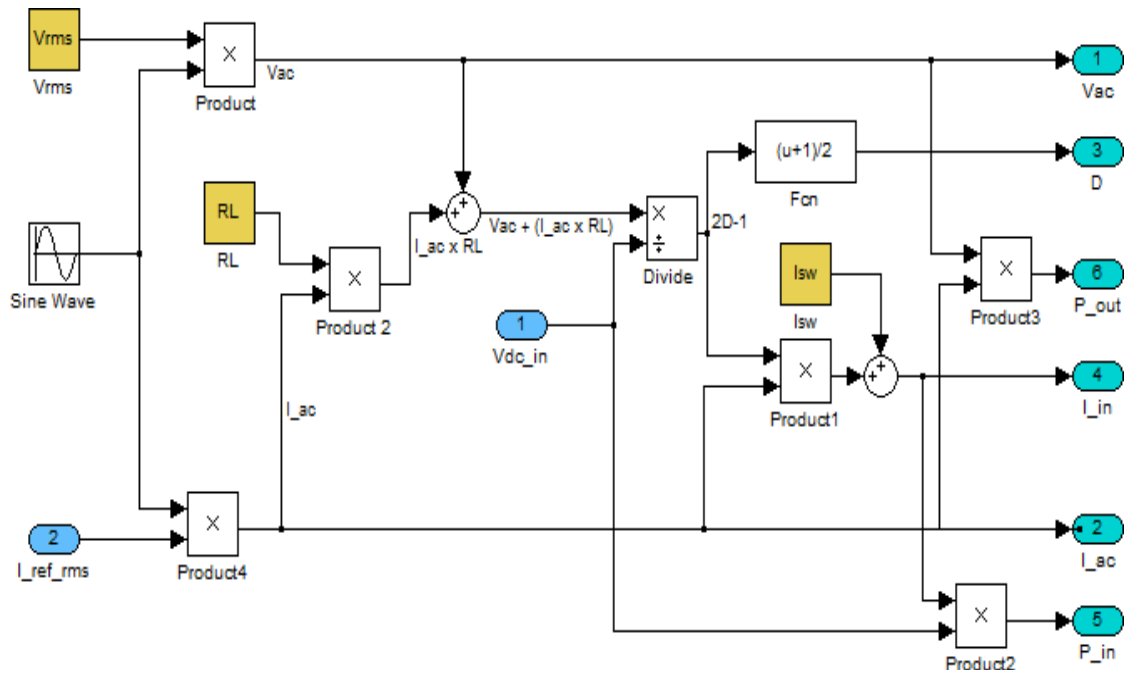 Vrms
Vrms
×
Product
Vac
1
Vac
(u+1)/2
Fcn
3
D
RL
RL
+
+
I_ac x RL
Vac + (I_ac x RL)
×
÷
Divide
2D-1
Sine Wave
×
Product 2
1
Vdc_in
Isw
Isw
×
Product3
6
P_out
×
Product1
+
+
4
I_in
I_ac
×
Product4
2
I_ref_rms
2
I_ac
×
Product2
5
P_in